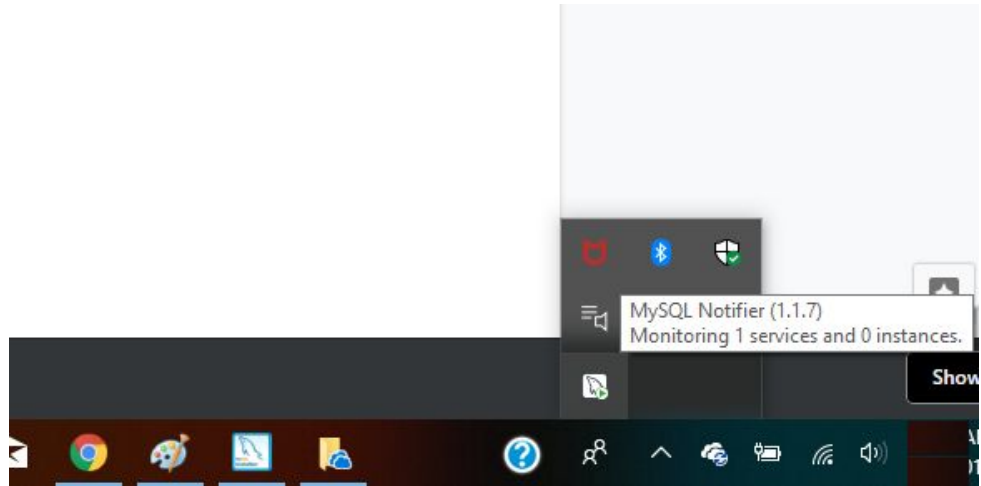 MySQL Notifier (1.1.7)
Monitoring 1 services and 0 instances.
Show